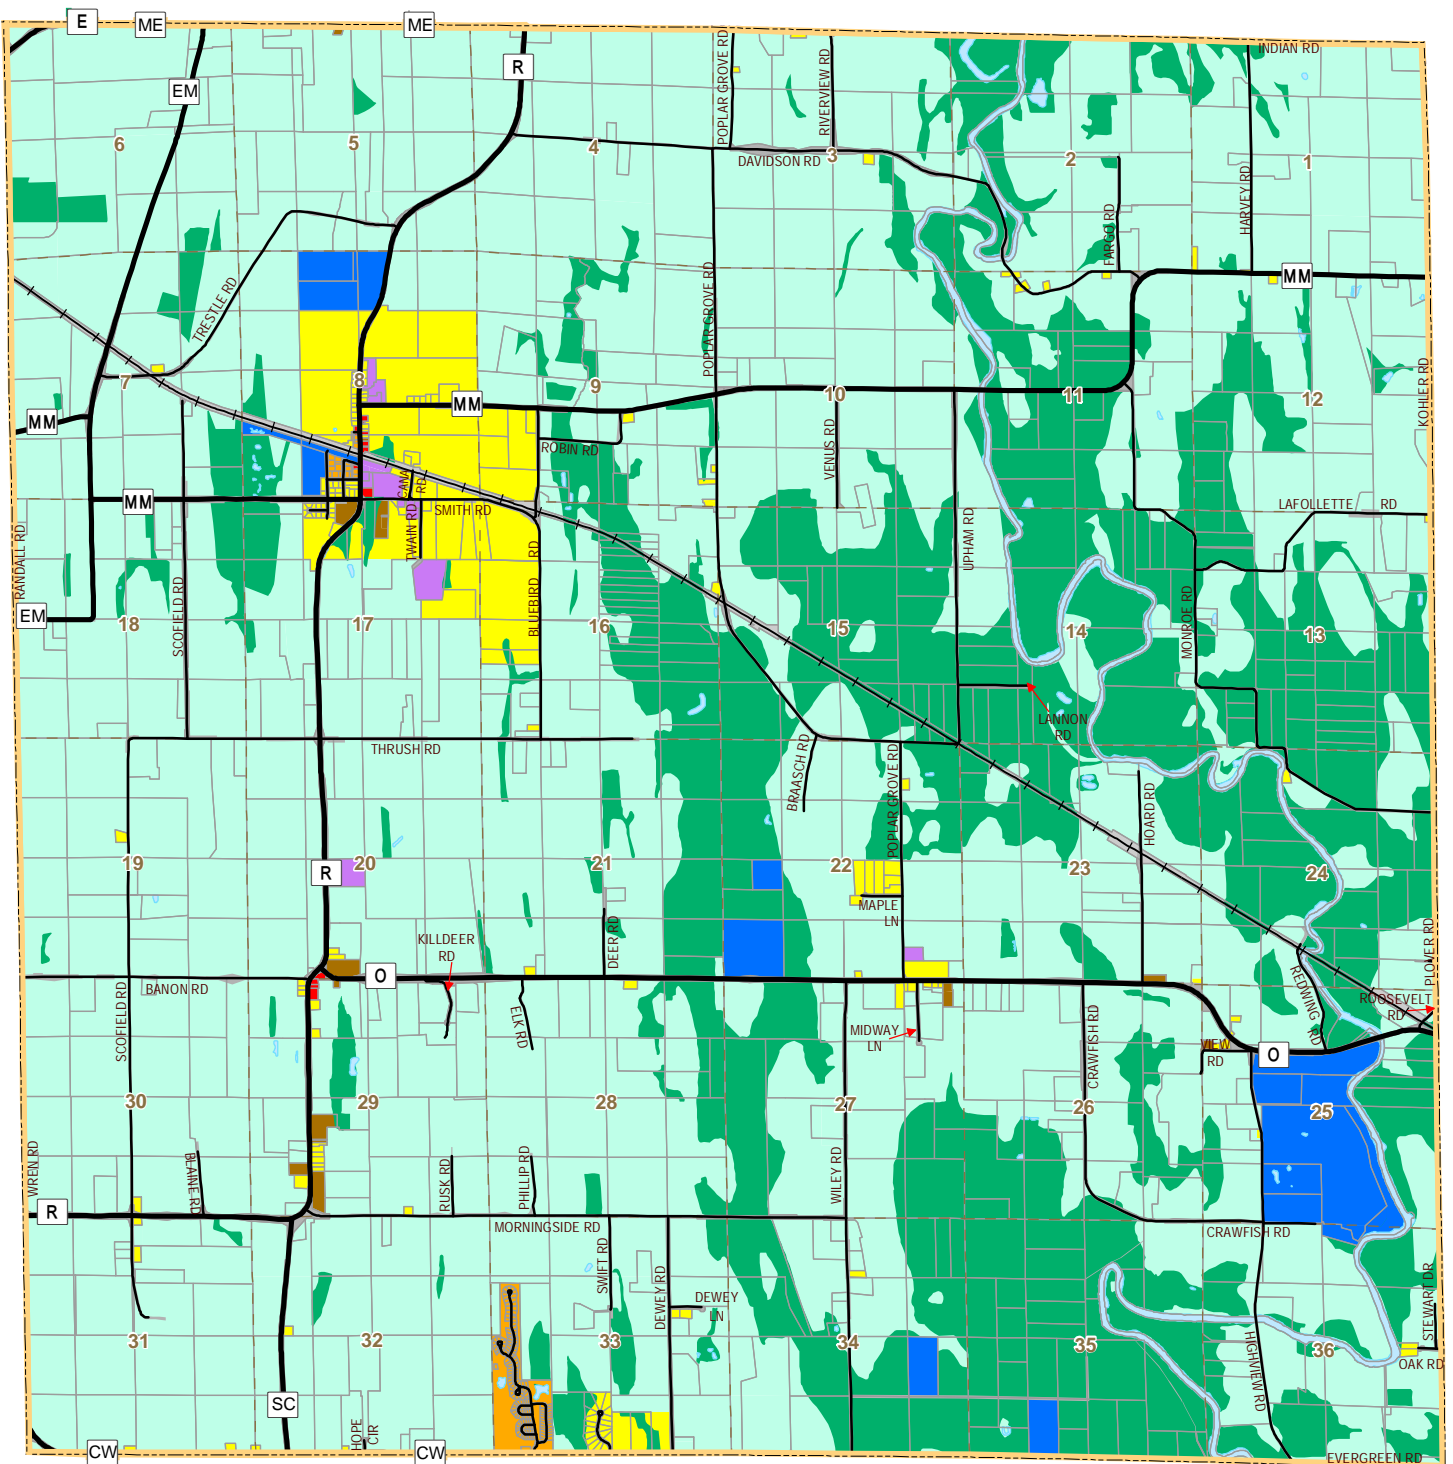 E
ME
ME
R
INDIAN RD
EM
POPLAR GROVE RD
RIVERVIEW RD
6
5
4
DAVIDSON RD
3
2
1
HARVEY RD
FARGO RD
MM
TRESTLE RD
POPLAR GROVE RD
7
8
9
10
11
12
KOHLER RD
MM
MM
ROBIN RD
VENUS RD
MM
CANAL RD
SMITH RD
TWAIN RD
LAFOLLETTE RD
RANDALL RD
UPHAM RD
BLUEBIRD RD
SCOFIELD RD
MONROE RD
EM
18
17
16
15
14
13
LANNON
RD
THRUSH RD
BRAASCH RD
POPLAR GROVE RD
HOARD RD
19
R
20
21
22
23
24
MAPLE
LN
KILLDEER
RD
DEER RD
PLOVER RD
BANON RD
O
SCOFIELD RD
ELK RD
REDWING RD
ROOSEVELT
RD
MIDWAY
LN
CRAWFISH RD
VIEW
RD
O
30
29
28
27
26
25
WREN RD
BLAINE RD
RUSK RD
PHILLIP RD
WILEY RD
R
MORNINGSIDE RD
CRAWFISH RD
SWIFT RD
DEWEY RD
DEWEY
LN
STEWART DR
31
32
33
34
35
36
OAK RD
HIGHVIEW RD
SC
HOPE
CIR
CW
CW
EVERGREEN RD